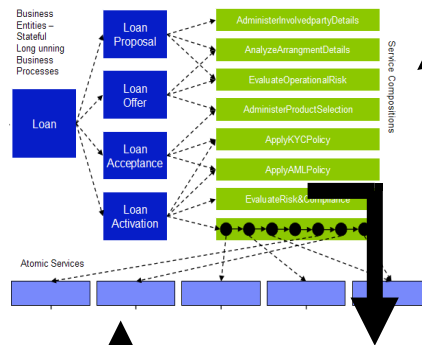 Business
Entities –
Stateful
Long unning
Business
Processes
Loan
Loan
Proposal
Loan
Offer
Loan
Acceptance
Loan
Activation
AdministerInvolvedpartyDetails
AnalyzeArrangmentDetails
EvaluateOperationalRisk
AdministerProductSelection
ApplyKYCPolicy
ApplyAMLPolicy
EvaluateRisk&Compliance
Service Compositions
Atomic Services